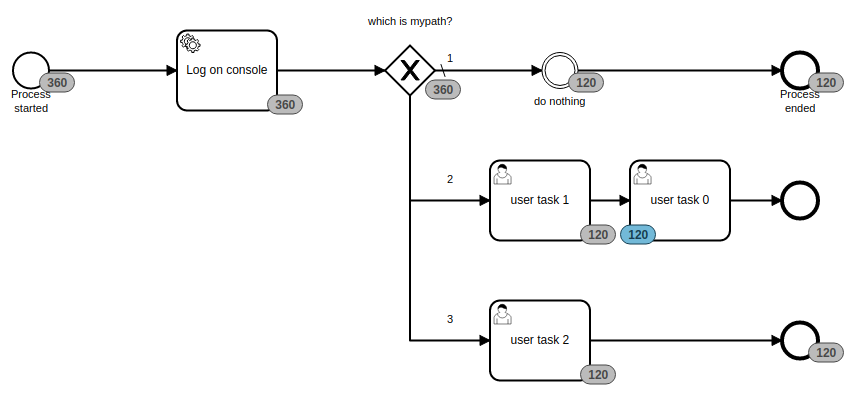 which is mypath?
1
Log on console
360
Process
started
360
360
120
do nothing
120
Process
ended
2
user task 1
user task 0
120
120
3
user task 2
120
120